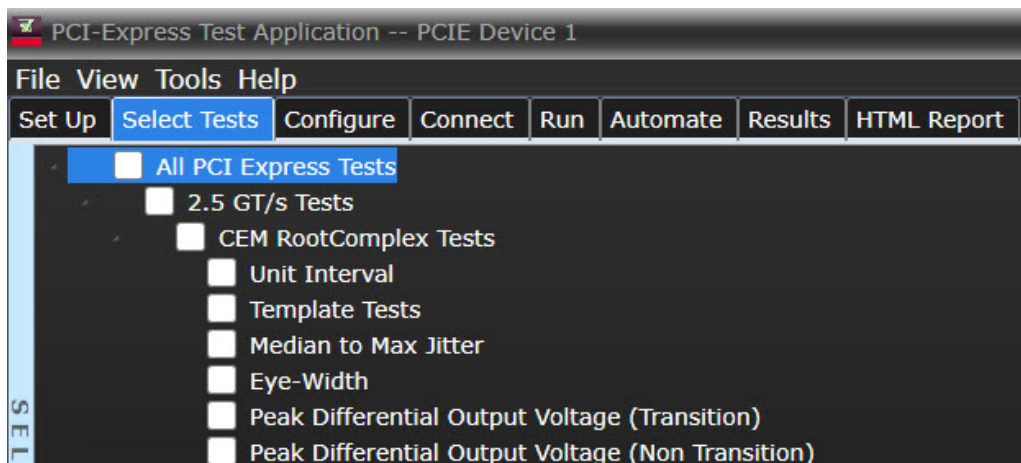 PCI-Express Test Application -- PCIE Device 1
File View Tools Help
Set Up Select Tests Configure Connect Run Automate Results HTML Report
All PCI Express Tests
2.5 GT/s Tests
CEM RootComplex Tests
Unit Interval
Template Tests
Median to Max Jitter
Eye-Width
Peak Differential Output Voltage (Transition)
Peak Differential Output Voltage (Non Transition)
SEL